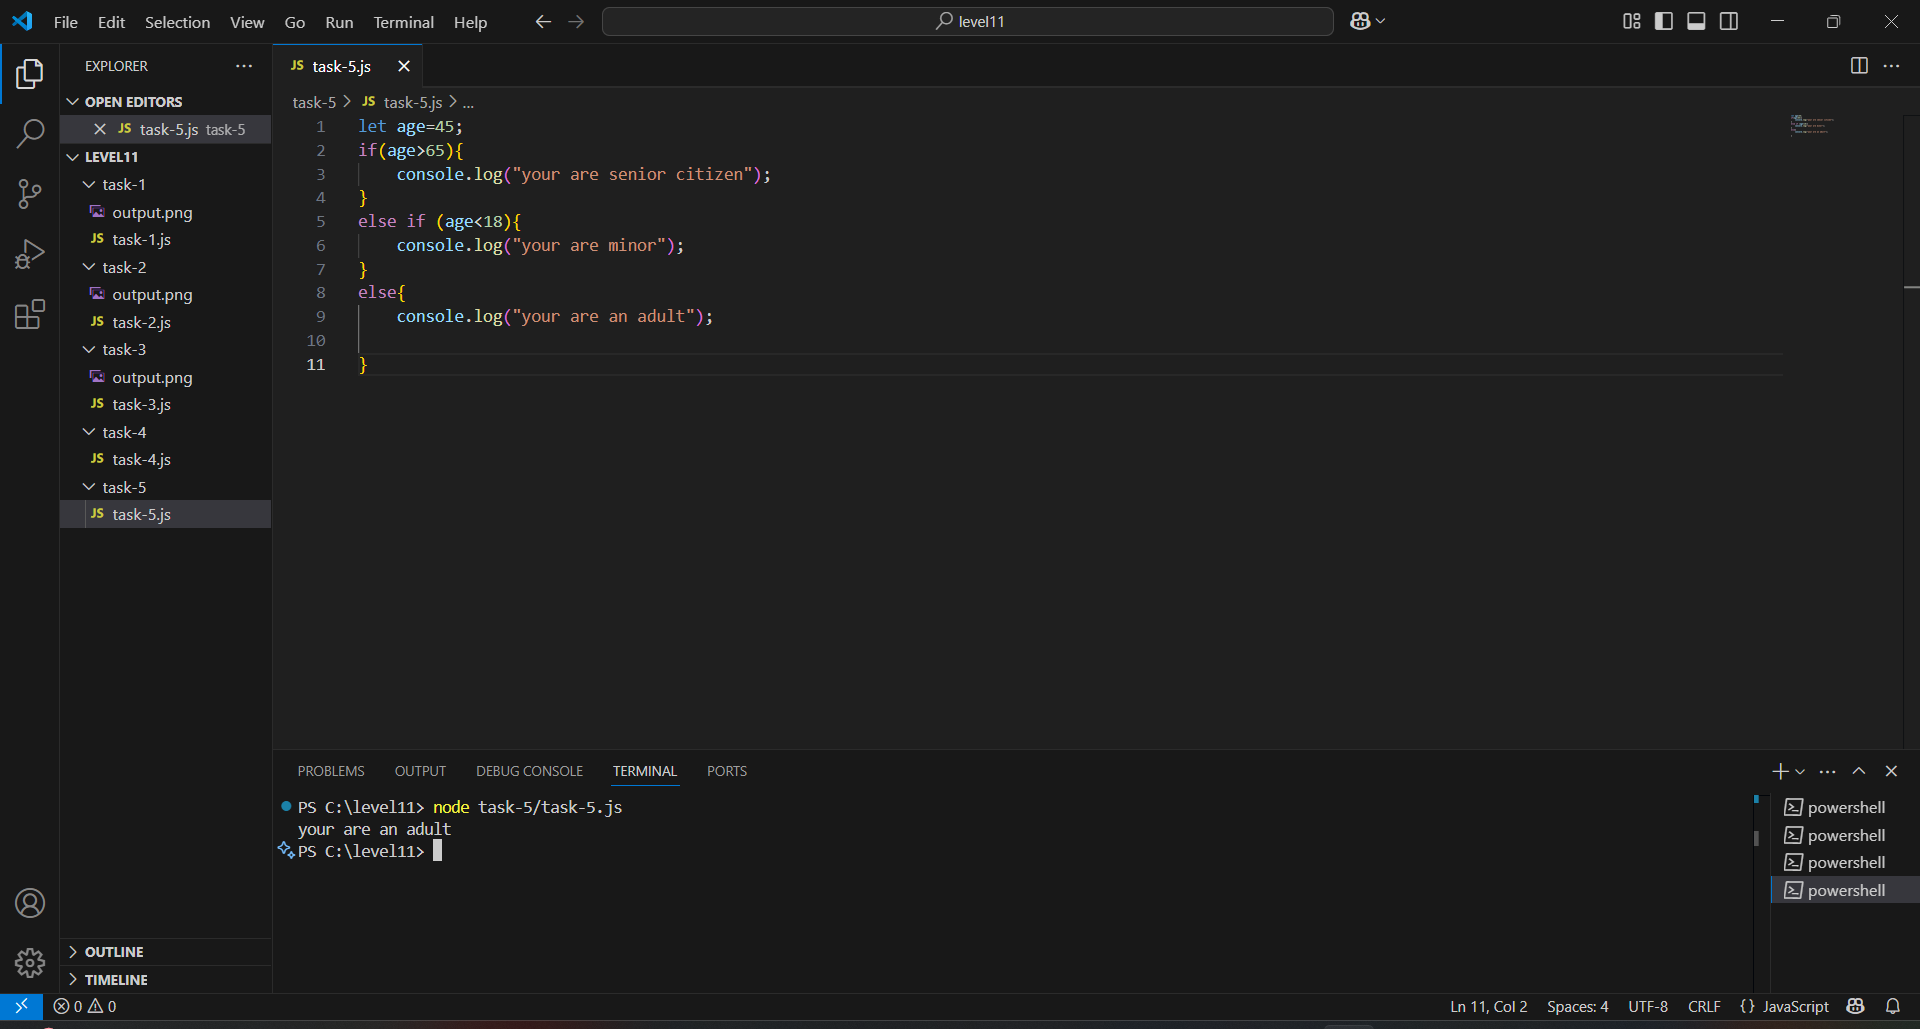 File Edit Selection View Go Run Terminal Help
level11
EXPLORER
OPEN EDITORS
JS task-5.js task-5
LEVEL11
task-1
output.png
JS task-1.js
task-2
output.png
JS task-2.js
task-3
output.png
JS task-3.js
task-4
JS task-4.js
task-5
JS task-5.js
OUTLINE
TIMELINE
JS task-5.js
task-5 > JS task-5.js > ...
1 let age=45;
2 if(age>65){
3 console.log("your are senior citizen");
4 }
5 else if (age<18){
6 console.log("your are minor");
7 }
8 else{
9 console.log("your are an adult");
10
11 }
PROBLEMS OUTPUT DEBUG CONSOLE TERMINAL PORTS
PS C:\level11> node task-5/task-5.js
your are an adult
PS C:\level11>
powershell
powershell
powershell
powershell
0 0
Ln 11, Col 2 Spaces: 4 UTF-8 CRLF {} JavaScript